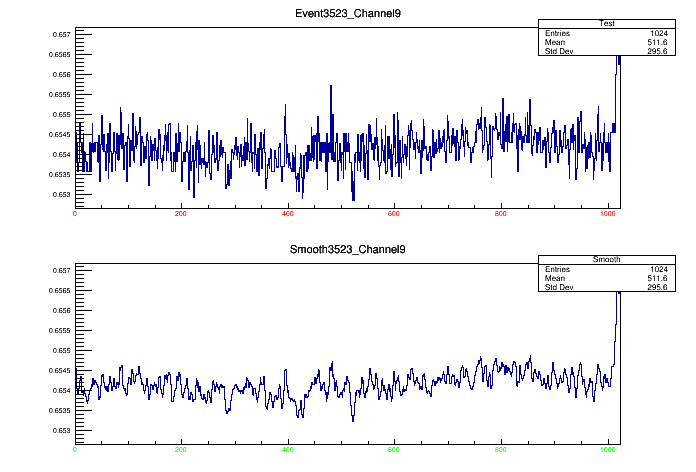 Event3523_Channel9
Test
Entries 1024
Mean 511.6
Std Dev 295.6
0.657
0.6565
0.656
0.6555
0.655
0.6545
0.654
0.6535
0.653
0 200 400 600 800 1000
Smooth3523_Channel9
Smooth
Entries 1024
Mean 511.6
Std Dev 295.6
0.657
0.6565
0.656
0.6555
0.655
0.6545
0.654
0.6535
0.653
0 200 400 600 800 1000